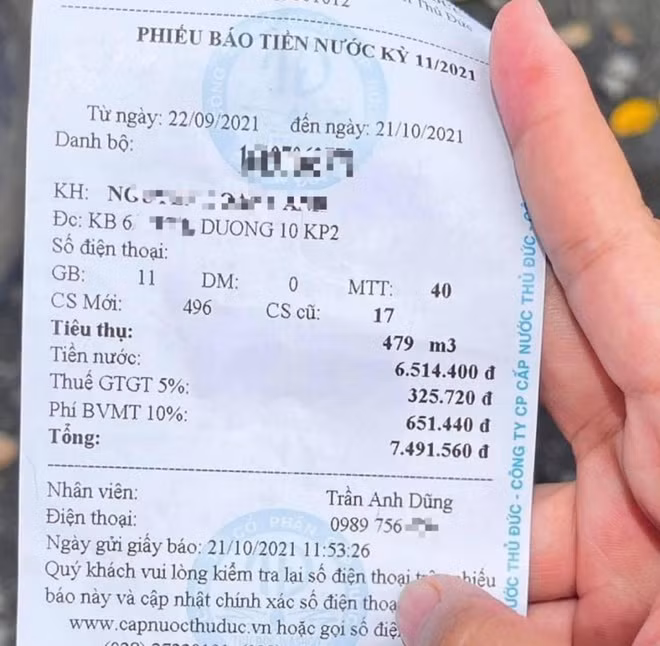 PHIẾU BÁO TIỀN NƯỚC KỲ 11/2021
Từ ngày: 22/09/2021 đến ngày: 21/10/2021
Danh bộ:
KH:
Đc: KB 6 DUONG 10 KP2
Số điện thoại:
GB: 11 DM: 0 MTT: 40
CS Mới: 496 CS cũ: 17
Tiêu thụ: 479 m3
Tiền nước: 6.514.400 đ
Thuế GTGT 5%: 325.720 đ
Phí BVMT 10%: 651.440 đ
Tổng: 7.491.560 đ
Nhân viên: Trần Anh Dũng
Điện thoại: 0989 756
Ngày gửi giấy báo: 21/10/2021 11:53:26
Quý khách vui lòng kiểm tra lại số điện thoại
báo này và cập nhật chính xác số điện
www.capnuocthuduc.vn hoặc gọi số
THỦ ĐỨC - CÔNG TY CP CẤP NƯỚC THỦ ĐỨC